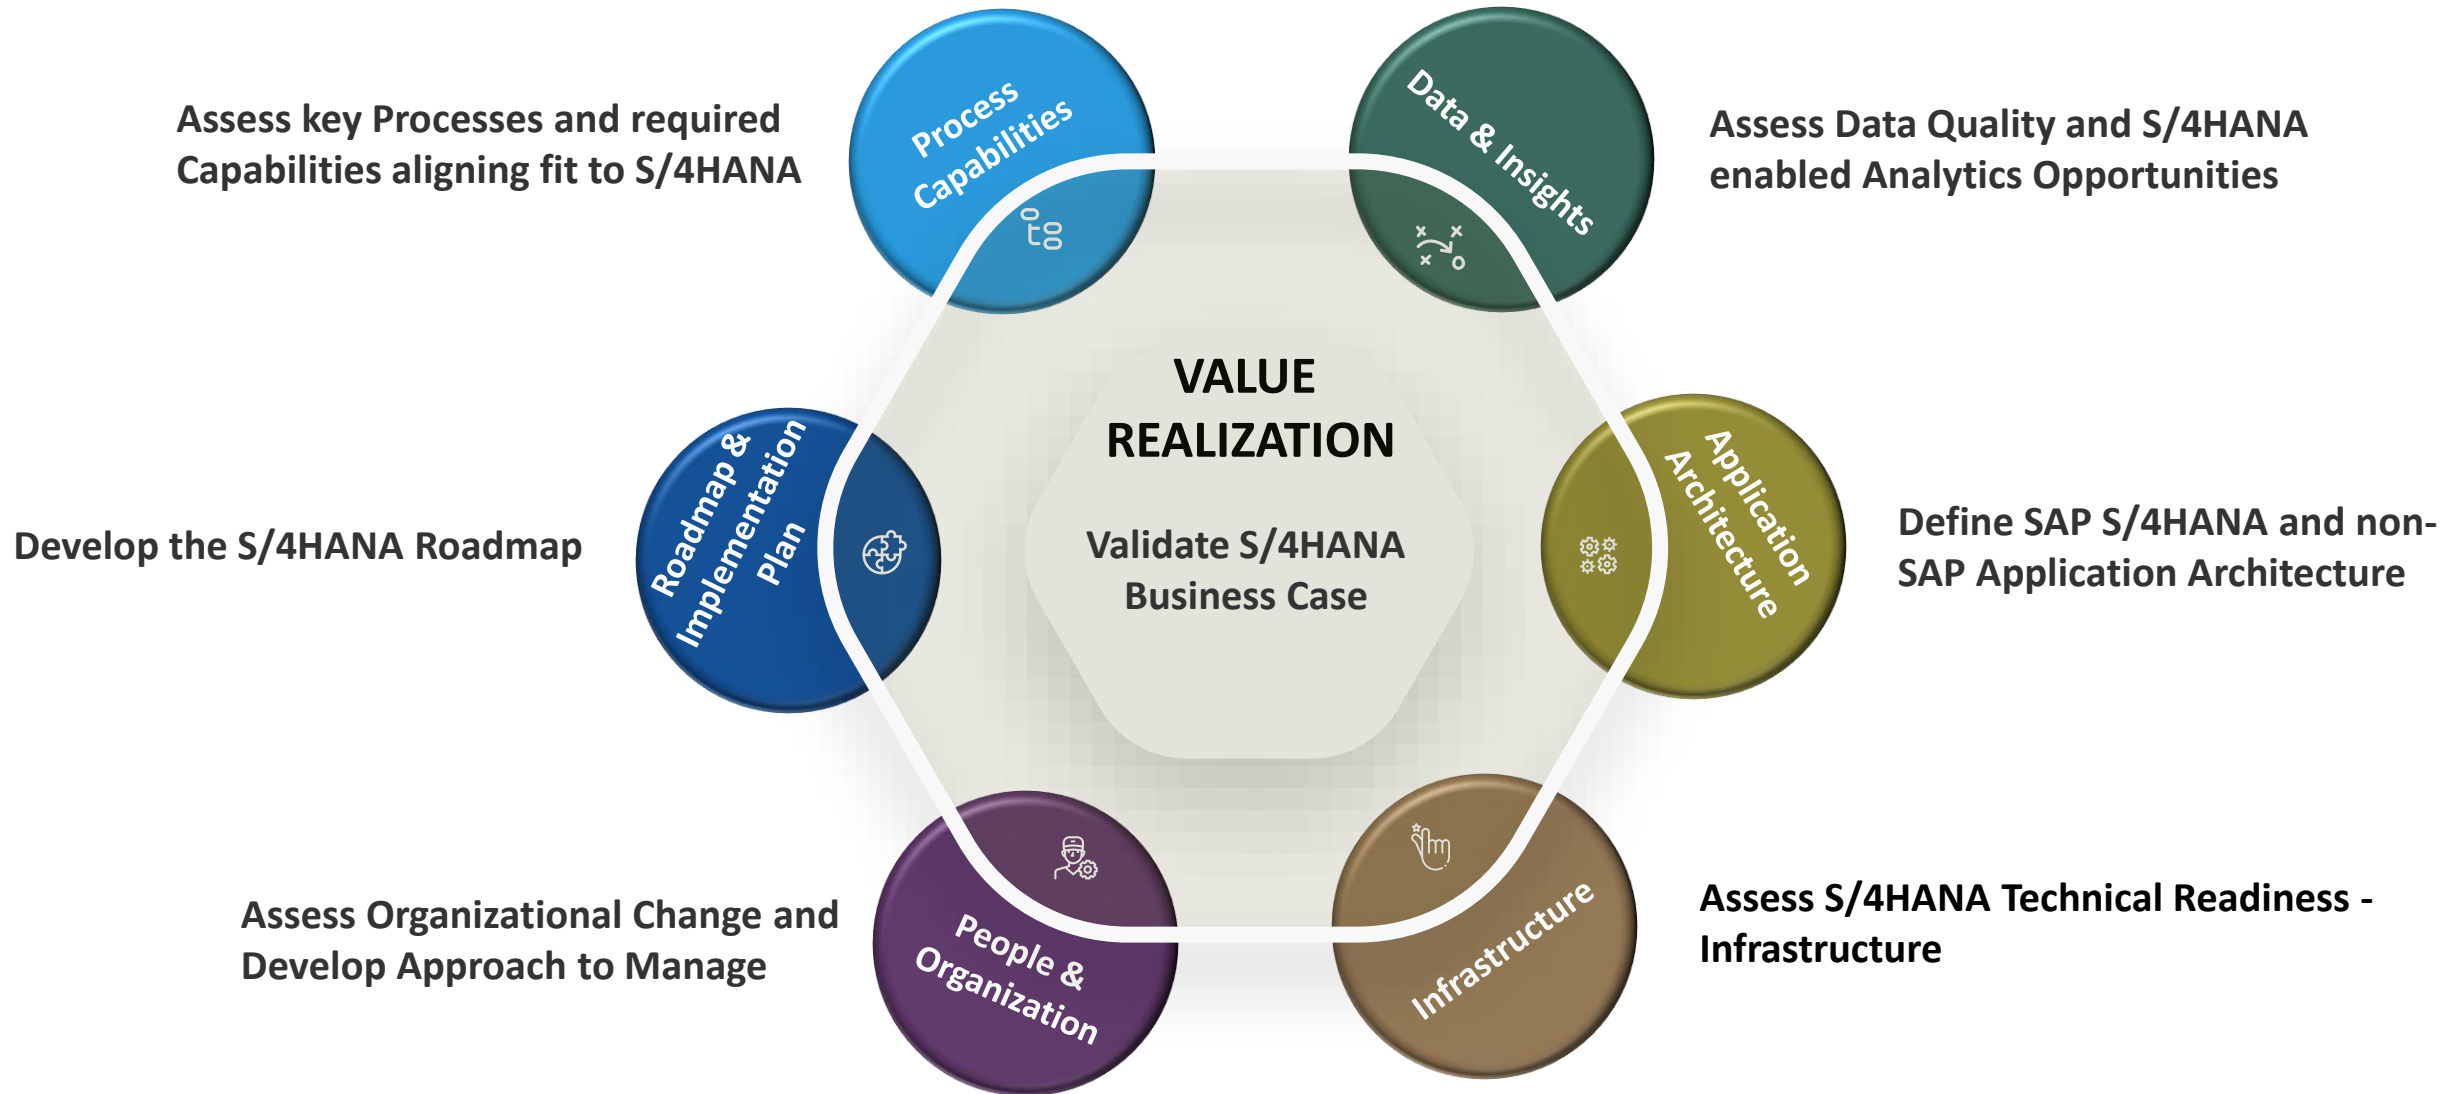 Process
Capabilities
Data & Insights
Assess key Processes and required
Capabilities aligning fit to S/4HANA
Assess Data Quality and S/4HANA
enabled Analytics Opportunities
VALUE
REALIZATION
Validate S/4HANA
Business Case
Roadmap &
Implementation
Plan
Develop the S/4HANA Roadmap
Application
Architecture
Define SAP S/4HANA and non-
SAP Application Architecture
Assess Organizational Change and
Develop Approach to Manage
People &
Organization
Infrastructure
Assess S/4HANA Technical Readiness -
Infrastructure